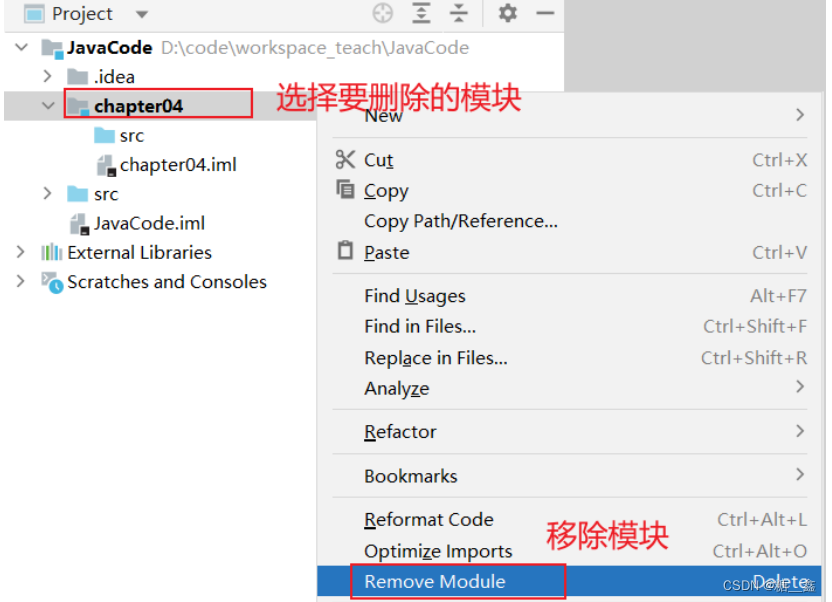 Project
JavaCode D:\code\workspace_teach\JavaCode
.idea
chapter04
选择要删除的模块
src
chapter04.iml
src
JavaCode.iml
External Libraries
Scratches and Consoles
New
Cut Ctrl+X
Copy Ctrl+C
Copy Path/Reference...
Paste Ctrl+V
Find Usages Alt+F7
Find in Files... Ctrl+Shift+F
Replace in Files... Ctrl+Shift+R
Analyze
Refactor
Bookmarks
Reformat Code Ctrl+Alt+L
移除模块
Optimize Imports Ctrl+Alt+O
Remove Module Delete
CSDN